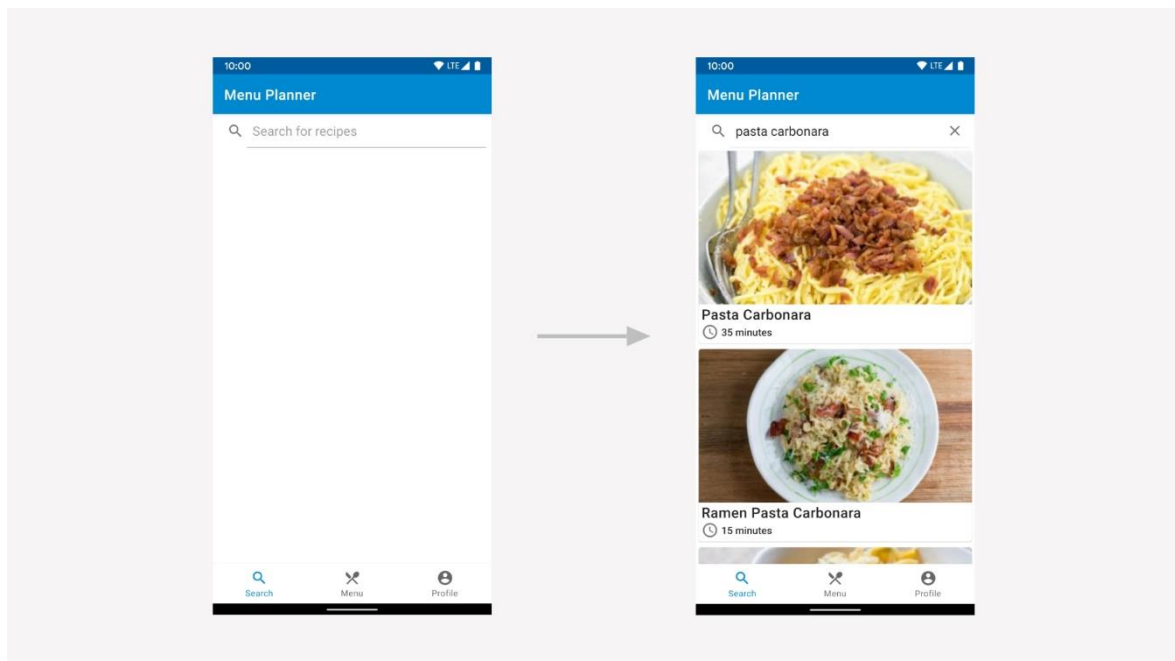 10:00 LTE
Menu Planner
Search for recipes
Search Menu Profile
10:00 LTE
Menu Planner
pasta carbonara
Pasta Carbonara
35 minutes
Ramen Pasta Carbonara
15 minutes
Search Menu Profile